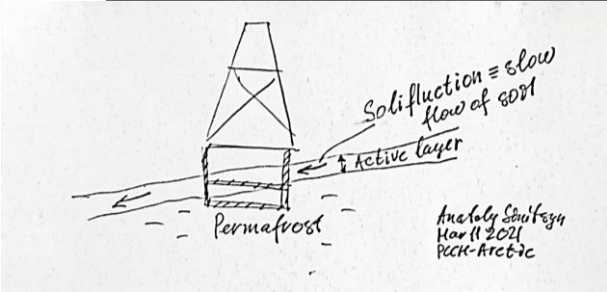 Solifluction ≡ slow
flow of soil
Active layer
Permafrost
Anatoly Sinitsyn
Mar 11 2021
PCCH-Arctic